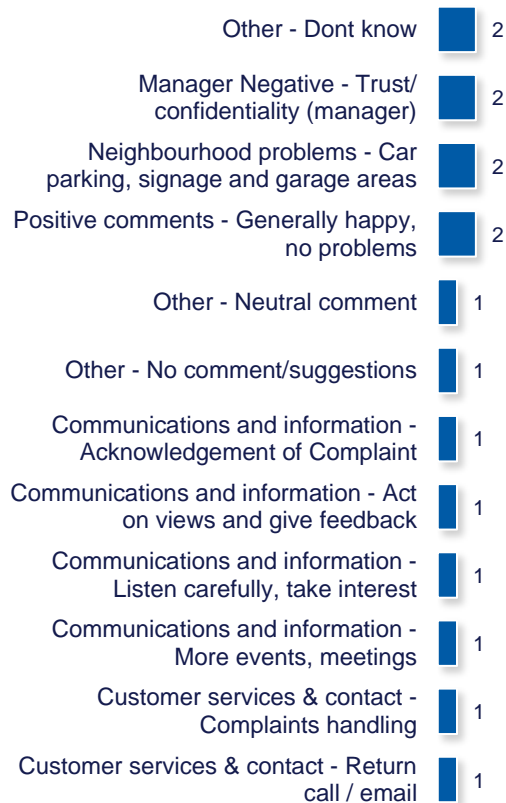 Other - Dont know 2
Manager Negative - Trust/
confidentiality (manager) 2
Neighbourhood problems - Car
parking, signage and garage areas 2
Positive comments - Generally happy,
no problems 2
Other - Neutral comment 1
Other - No comment/suggestions 1
Communications and information -
Acknowledgement of Complaint 1
Communications and information - Act
on views and give feedback 1
Communications and information -
Listen carefully, take interest 1
Communications and information -
More events, meetings 1
Customer services & contact -
Complaints handling 1
Customer services & contact - Return
call / email 1